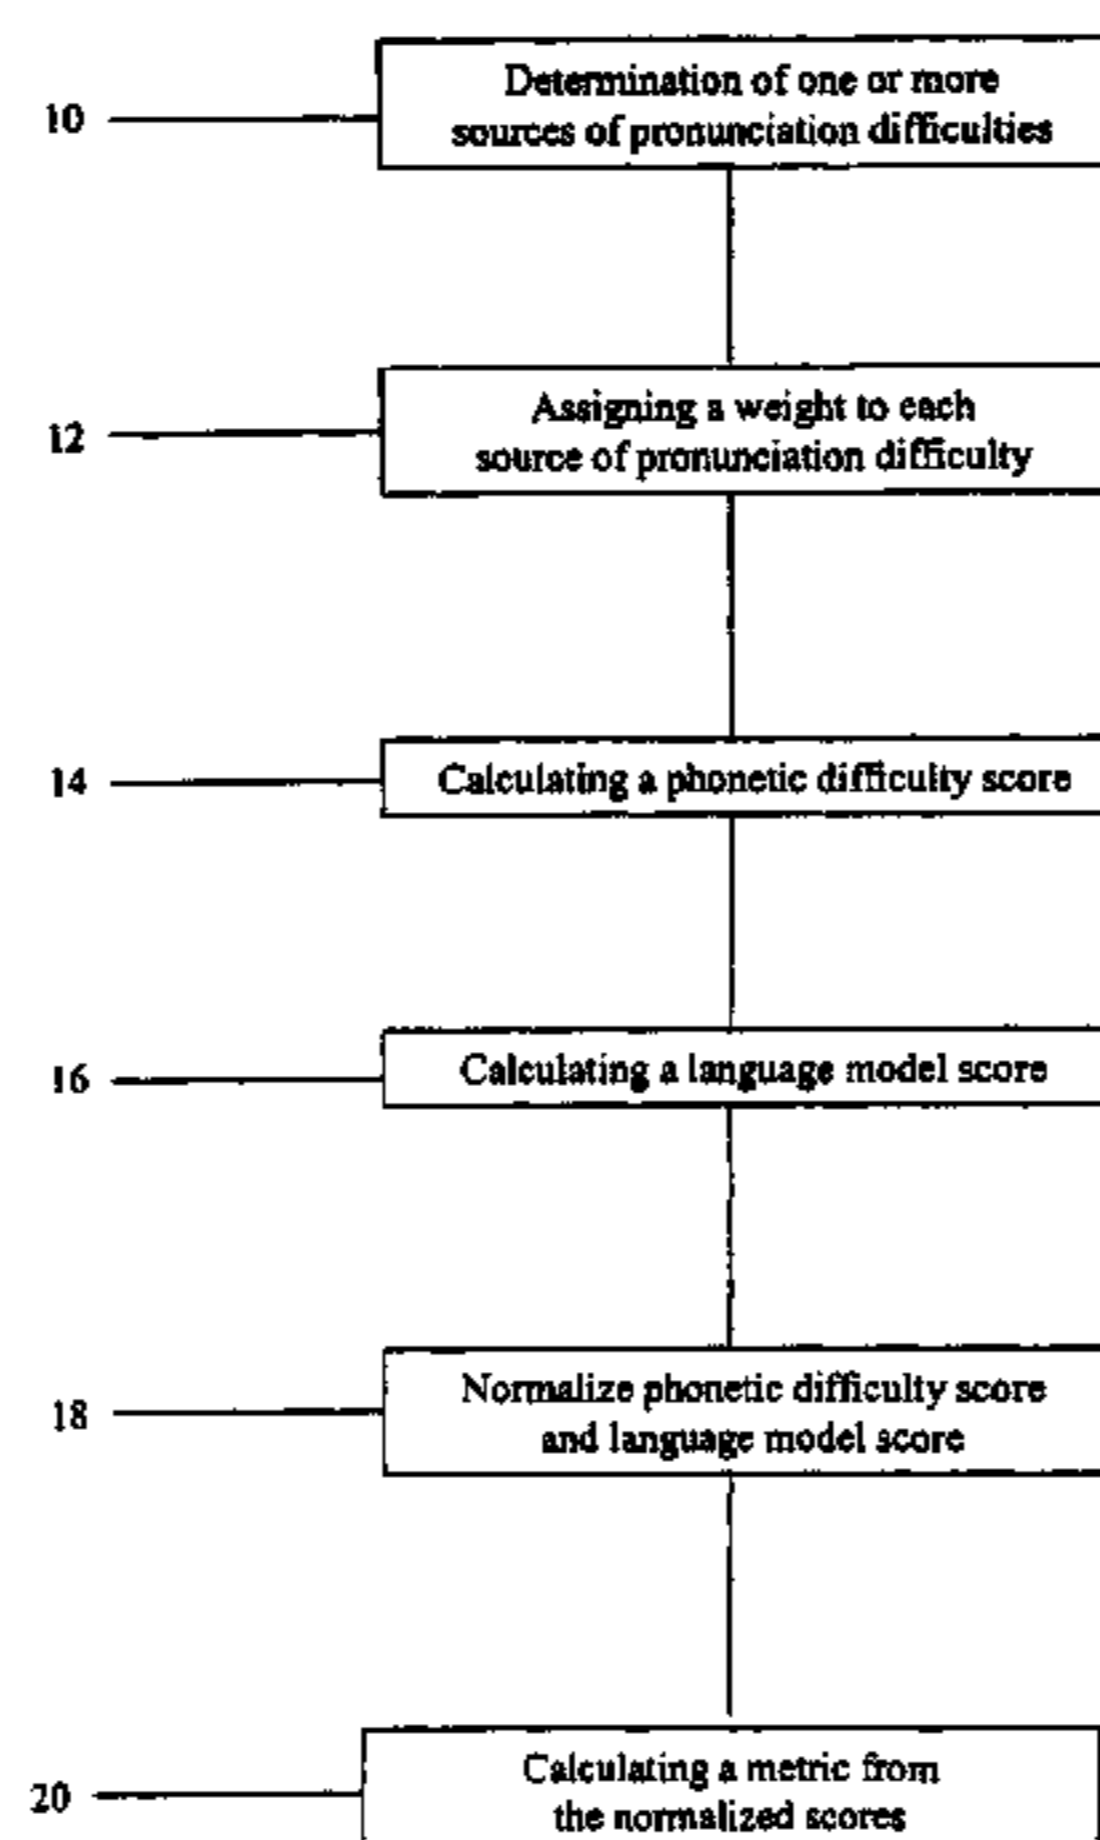 10
Determination of one or more
sources of pronunciation difficulties
12
Assigning a weight to each
source of pronunciation difficulty
14
Calculating a phonetic difficulty score
16
Calculating a language model score
18
Normalize phonetic difficulty score
and language model score
20
Calculating a metric from
the normalized scores